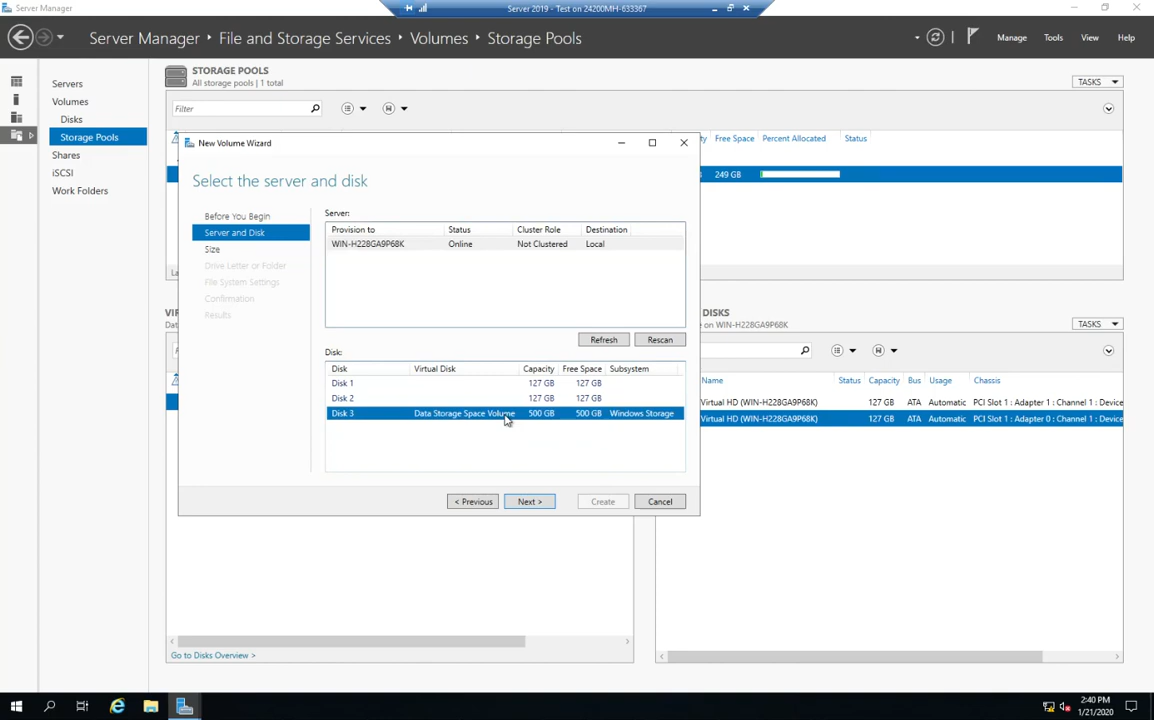 Server Manager
Server 2019 - Test on 24200MH-633367
Server Manager › File and Storage Services › Volumes › Storage Pools
Manage Tools View Help
Servers
Volumes
Disks
Storage Pools
Shares
iSCSI
Work Folders
STORAGE POOLS
All storage pools | 1 total
TASKS
Filter
Free Space Percent Allocated Status
249 GB
New Volume Wizard
Select the server and disk
Before You Begin
Server and Disk
Size
Drive Letter or Folder
File System Settings
Confirmation
Results
Server:
Provision to Status Cluster Role Destination
WIN-H228GA9P68K Online Not Clustered Local
Refresh Rescan
Disk:
Disk Virtual Disk Capacity Free Space Subsystem
Disk 1 127 GB 127 GB
Disk 2 127 GB 127 GB
Disk 3 Data Storage Space Volume 500 GB 500 GB Windows Storage
< Previous Next > Create Cancel
DISKS
on WIN-H228GA9P68K
TASKS
Name Status Capacity Bus Usage Chassis
Virtual HD (WIN-H228GA9P68K) 127 GB ATA Automatic PCI Slot 1 : Adapter 1 : Channel 1 : Device
Virtual HD (WIN-H228GA9P68K) 127 GB ATA Automatic PCI Slot 1 : Adapter 0 : Channel 1 : Device
Go to Disks Overview >
2:40 PM
1/21/2020